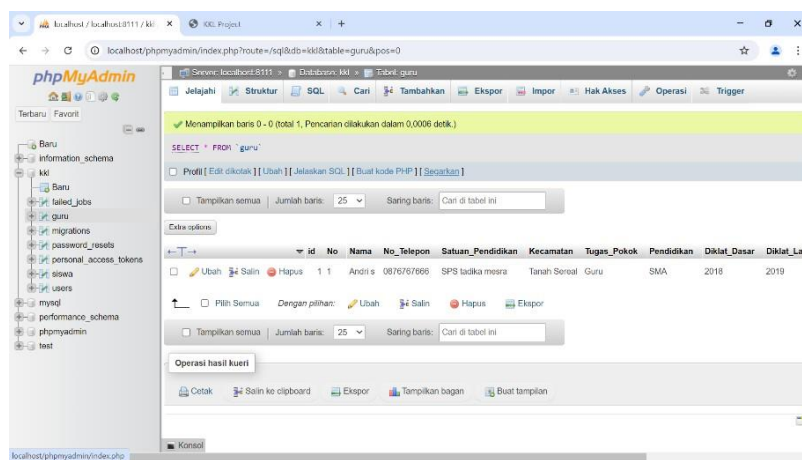 localhost / localhost:8111 / kkl
KKL Project
localhost/phpmyadmin/index.php?route=/sql&db=kkl&table=guru&pos=0
phpMyAdmin
Terbaru Favorit
Baru
information_schema
kkl
Baru
failed_jobs
guru
migrations
password_resets
personal_access_tokens
siswa
users
mysql
performance_schema
phpmyadmin
test
Server: localhost:8111 » Database: kkl » Tabel: guru
Jelajahi Struktur SQL Cari Tambahkan Ekspor Impor Hak Akses Operasi Trigger
Menampilkan baris 0 - 0 (total 1, Pencarian dilakukan dalam 0,0006 detik.)
SELECT * FROM `guru`
Profil [ Edit dikotak ] [ Ubah ] [ Jelaskan SQL ] [ Buat kode PHP ] [ Segarkan ]
Tampilkan semua Jumlah baris: 25 Saring baris: Cari di tabel ini
Extra options
id No Nama No_Telepon Satuan_Pendidikan Kecamatan Tugas_Pokok Pendidikan Diklat_Dasar Diklat_La
Ubah Salin Hapus 1 1 Andri s 0876767666 SPS tadika mesra Tanah Sereal Guru SMA 2018 2019
Pilih Semua Dengan pilihan: Ubah Salin Hapus Ekspor
Tampilkan semua Jumlah baris: 25 Saring baris: Cari di tabel ini
Operasi hasil kueri
Cetak Salin ke clipboard Ekspor Tampilkan bagan Buat tampilan
Konsol
localhost/phpmyadmin/index.php